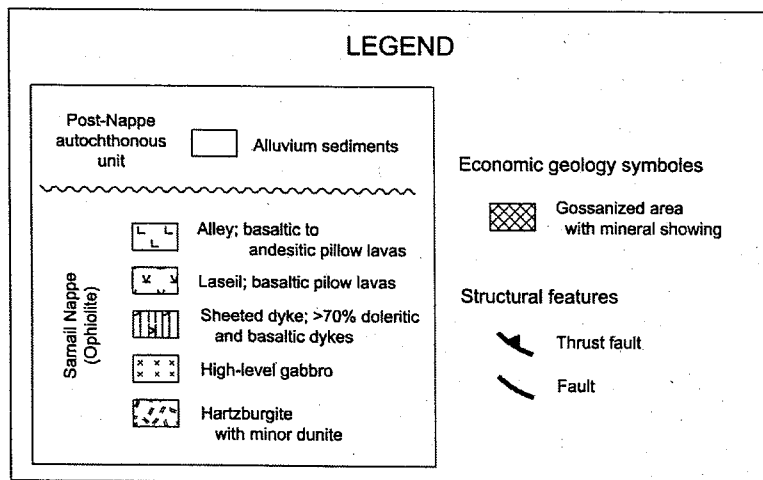 LEGEND
Post-Nappe
autochthonous
unit
Alluvium sediments
Samail Nappe
(Ophiolite)
Alley; basaltic to
andesitic pillow lavas
Laseil; basaltic pilow lavas
Sheeted dyke; >70% doleritic
and basaltic dykes
High-level gabbro
Hartzburgite
with minor dunite
Economic geology symboles
Gossanized area
with mineral showing
Structural features
Thrust fault
Fault